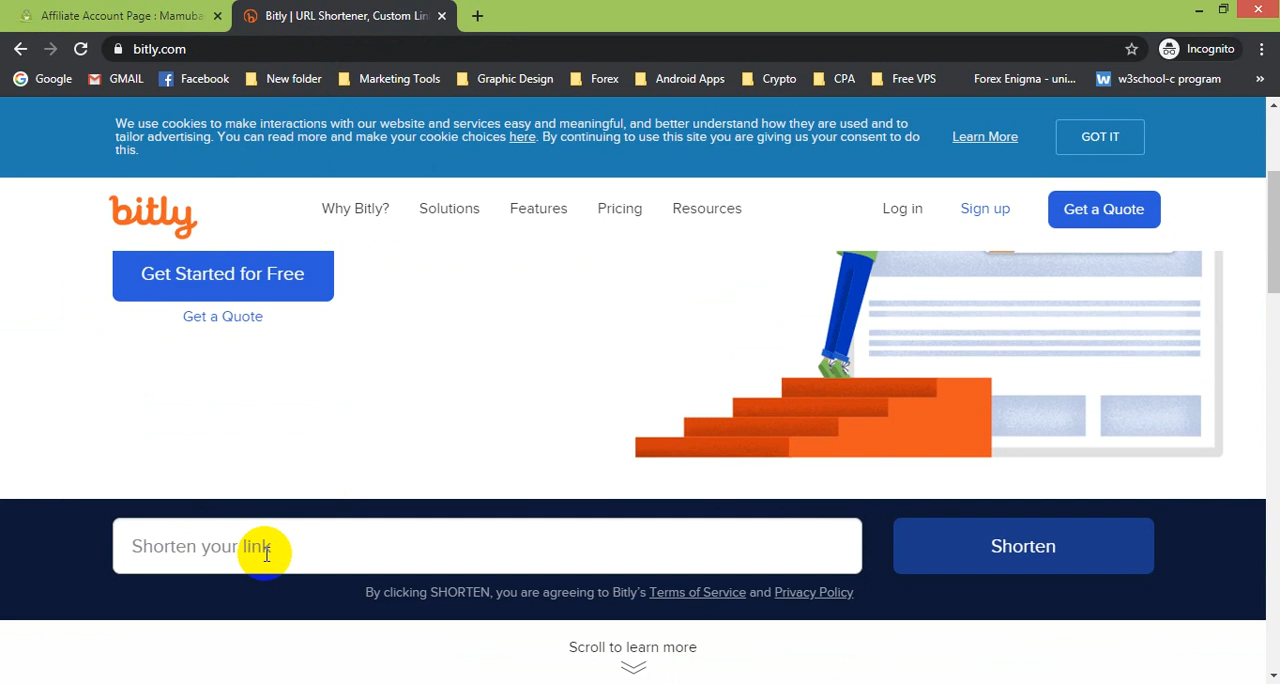 Affiliate Account Page : Mamuba
Bitly | URL Shortener, Custom Lin
bitly.com
Incognito
Google GMAIL Facebook New folder Marketing Tools Graphic Design Forex Android Apps Crypto CPA Free VPS Forex Enigma - uni... w3school-c program »
We use cookies to make interactions with our website and services easy and meaningful, and better understand how they are used and to
tailor advertising. You can read more and make your cookie choices here. By continuing to use this site you are giving us your consent to do
this.
Learn More
GOT IT
bitly
Why Bitly? Solutions Features Pricing Resources Log in Sign up Get a Quote
Get Started for Free
Get a Quote
Shorten your link
Shorten
By clicking SHORTEN, you are agreeing to Bitly's Terms of Service and Privacy Policy
Scroll to learn more